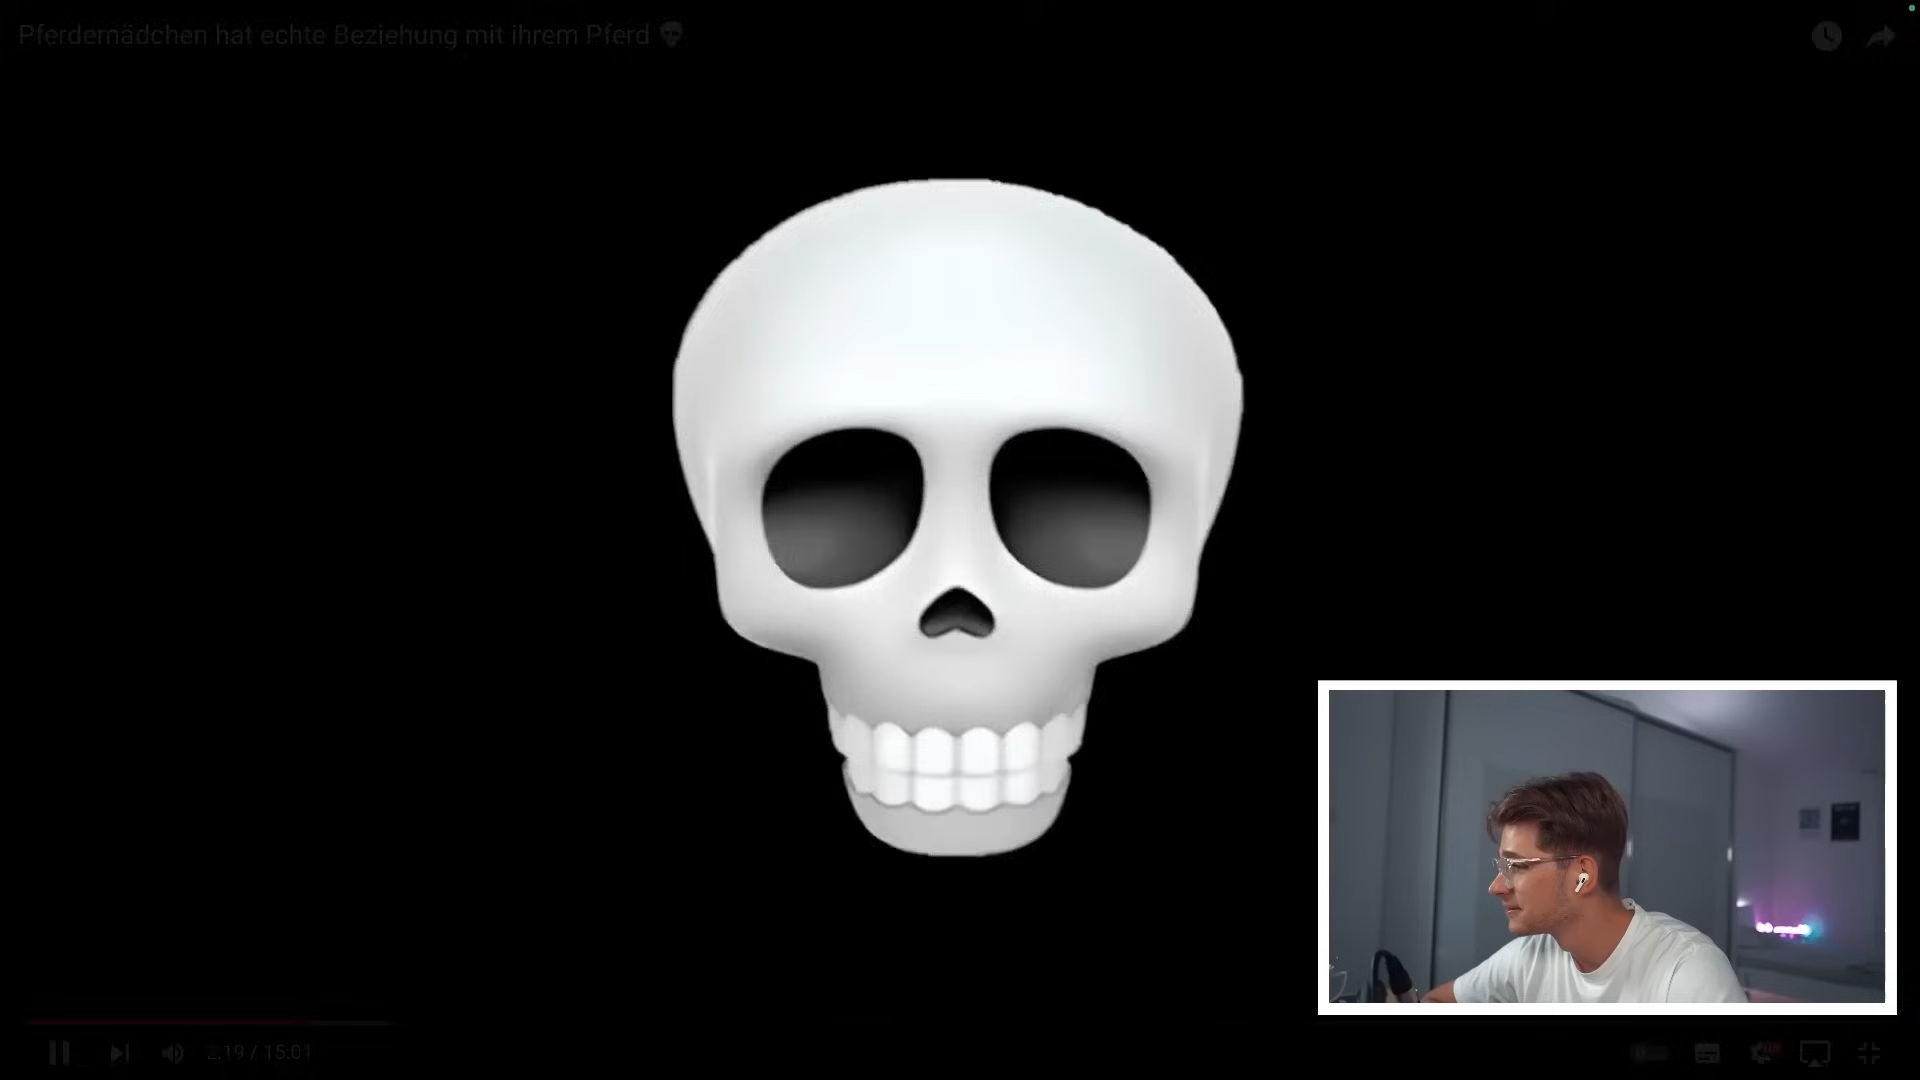 Pferdemädchen hat echte Beziehung mit ihrem Pferd 💀
2:19 / 15:01